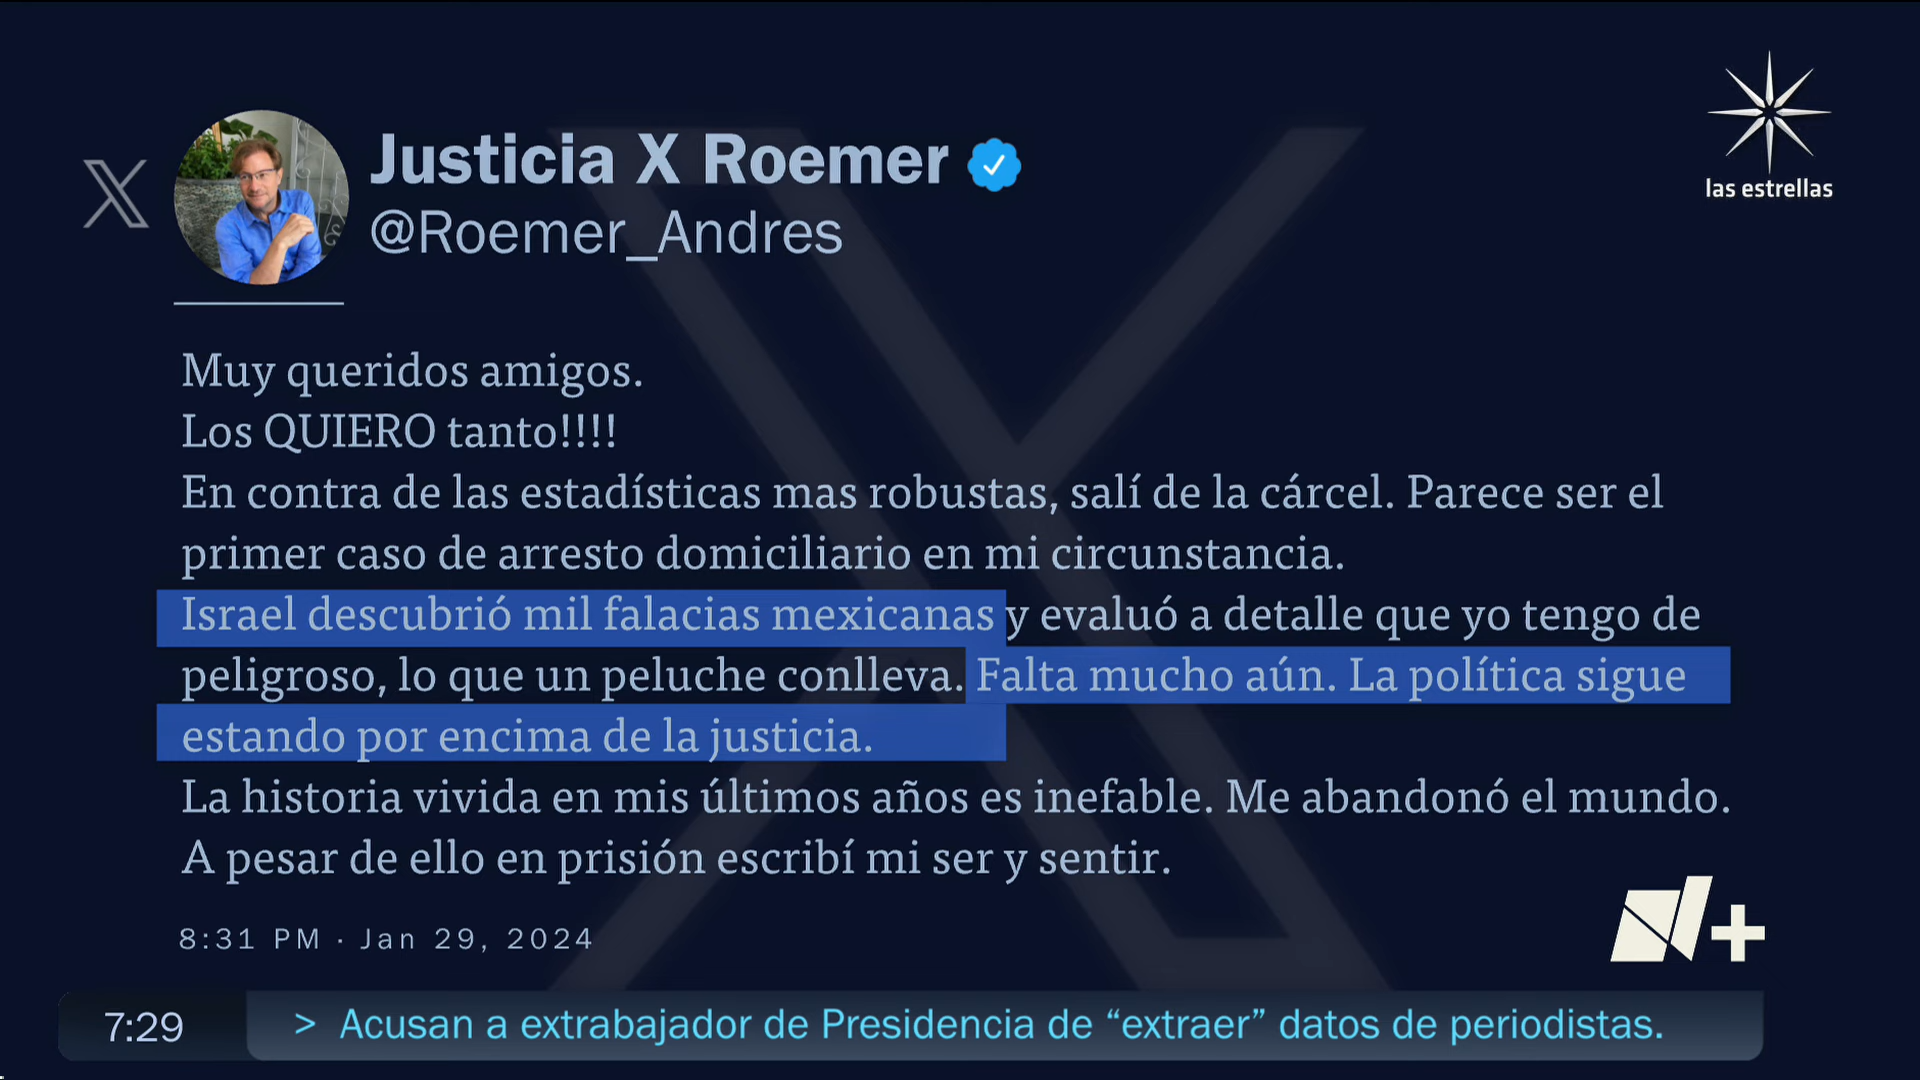 las estrellas
Justicia X Roemer
@Roemer_Andres
Muy queridos amigos.
Los QUIERO tanto!!!!
En contra de las estadísticas mas robustas, salí de la cárcel. Parece ser el
primer caso de arresto domiciliario en mi circunstancia.
Israel descubrió mil falacias mexicanas y evaluó a detalle que yo tengo de
peligroso, lo que un peluche conlleva. Falta mucho aún. La política sigue
estando por encima de la justicia.
La historia vivida en mis últimos años es inefable. Me abandonó el mundo.
A pesar de ello en prisión escribí mi ser y sentir.
8:31 PM · Jan 29, 2024
N+
7:29
> Acusan a extrabajador de Presidencia de “extraer” datos de periodistas.